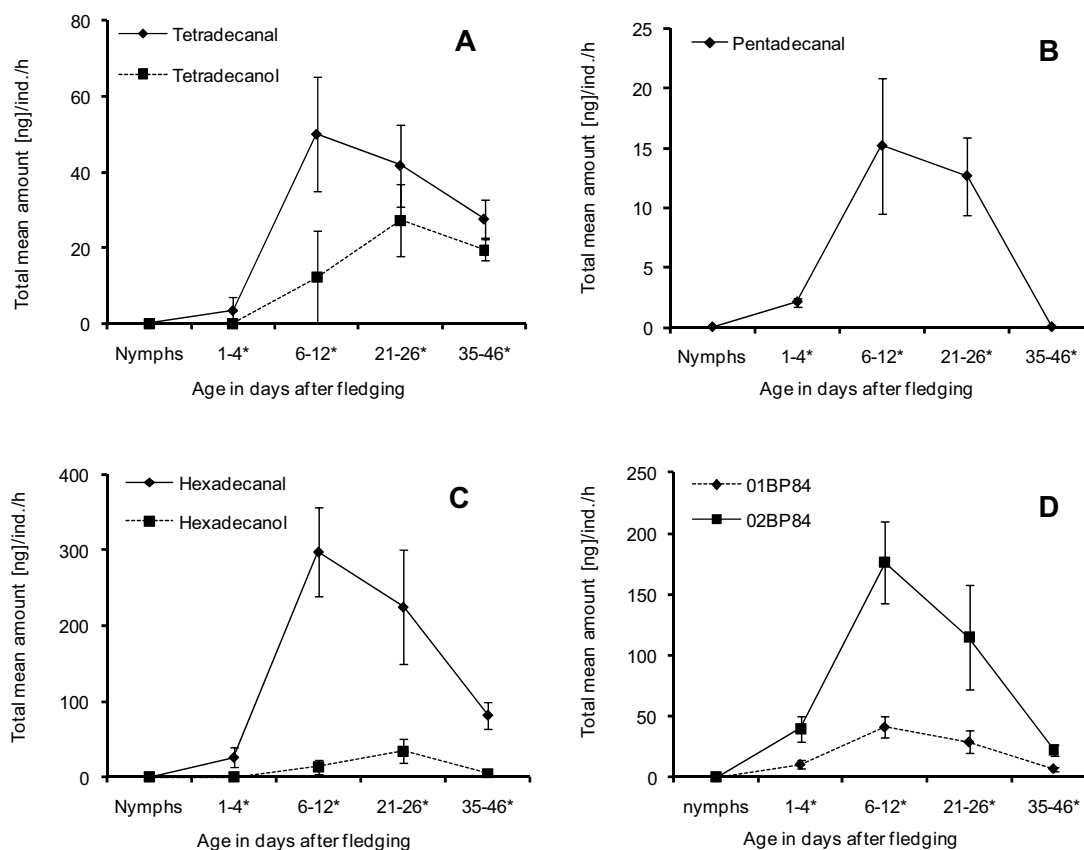 A
Tetradecanal
Tetradecanol
Total mean amount [ng]/ind./h
80
60
40
20
0
Nymphs 1-4* 6-12* 21-26* 35-46*
Age in days after fledging
B
Pentadecanal
Total mean amount [ng]/ind./h
25
20
15
10
5
0
Nymphs 1-4* 6-12* 21-26* 35-46*
Age in days after fledging
C
Hexadecanal
Hexadecanol
Total mean amount [ng]/ind./h
400
300
200
100
0
Nymphs 1-4* 6-12* 21-26* 35-46*
Age in days after fledging
D
01BP84
02BP84
Total mean amount [ng]/ind./h
250
200
150
100
50
0
nymphs 1-4* 6-12* 21-26* 35-46*
Age in days after fledging